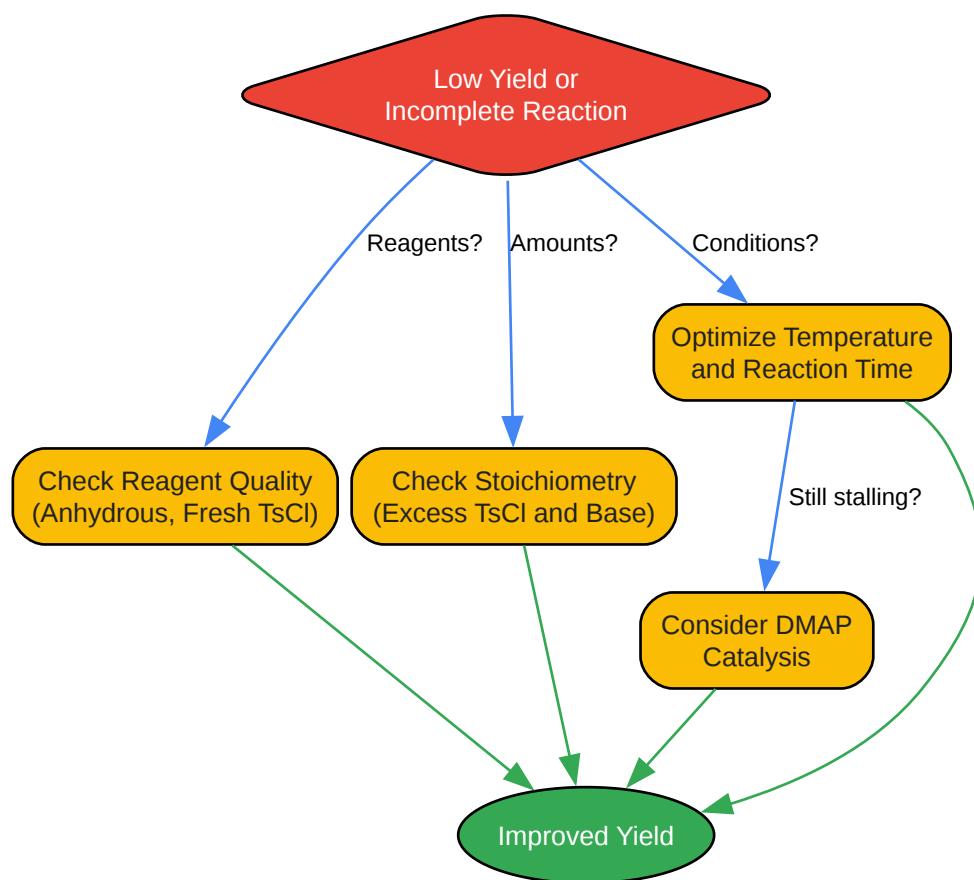 Low Yield or
Incomplete Reaction
Reagents?
Amounts?
Conditions?
Optimize Temperature
and Reaction Time
Check Reagent Quality
(Anhydrous, Fresh TsCl)
Check Stoichiometry
(Excess TsCl and Base)
Still stalling?
Consider DMAP
Catalysis
Improved Yield